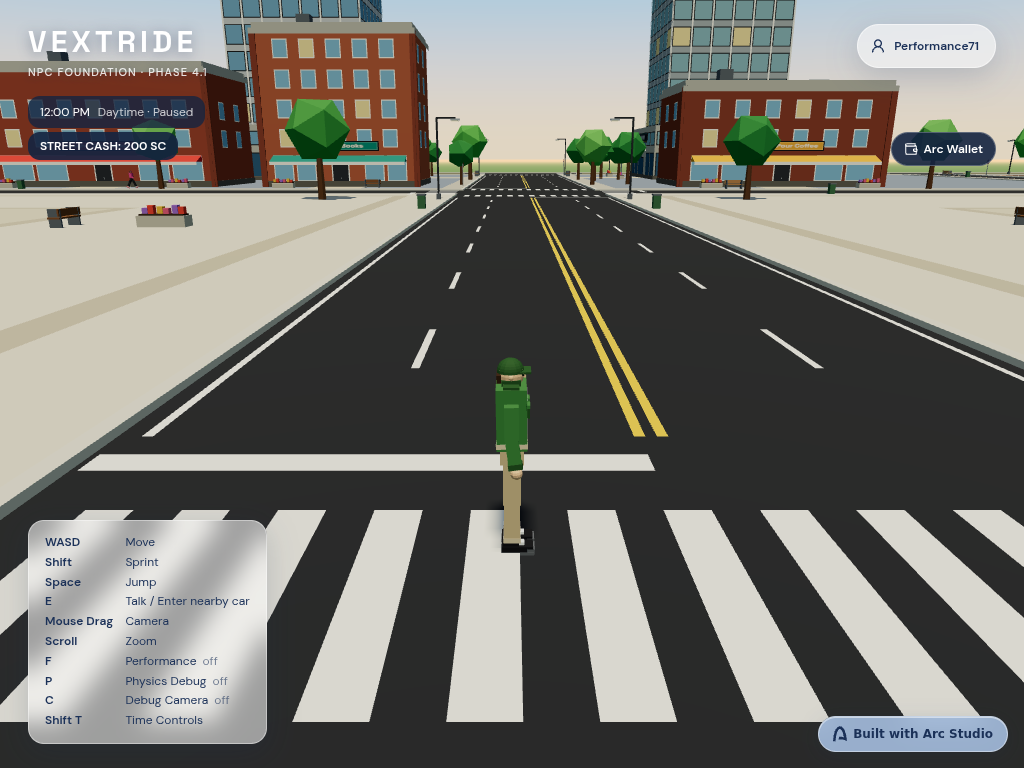 VEXTRIDE
NPC FOUNDATION · PHASE 4.1
Performance71
12:00 PM Daytime · Paused
STREET CASH: 200 SC
Arc Wallet
WASD Move
Shift Sprint
Space Jump
E Talk / Enter nearby car
Mouse Drag Camera
Scroll Zoom
F Performance off
P Physics Debug off
C Debug Camera off
Shift T Time Controls
Built with Arc Studio